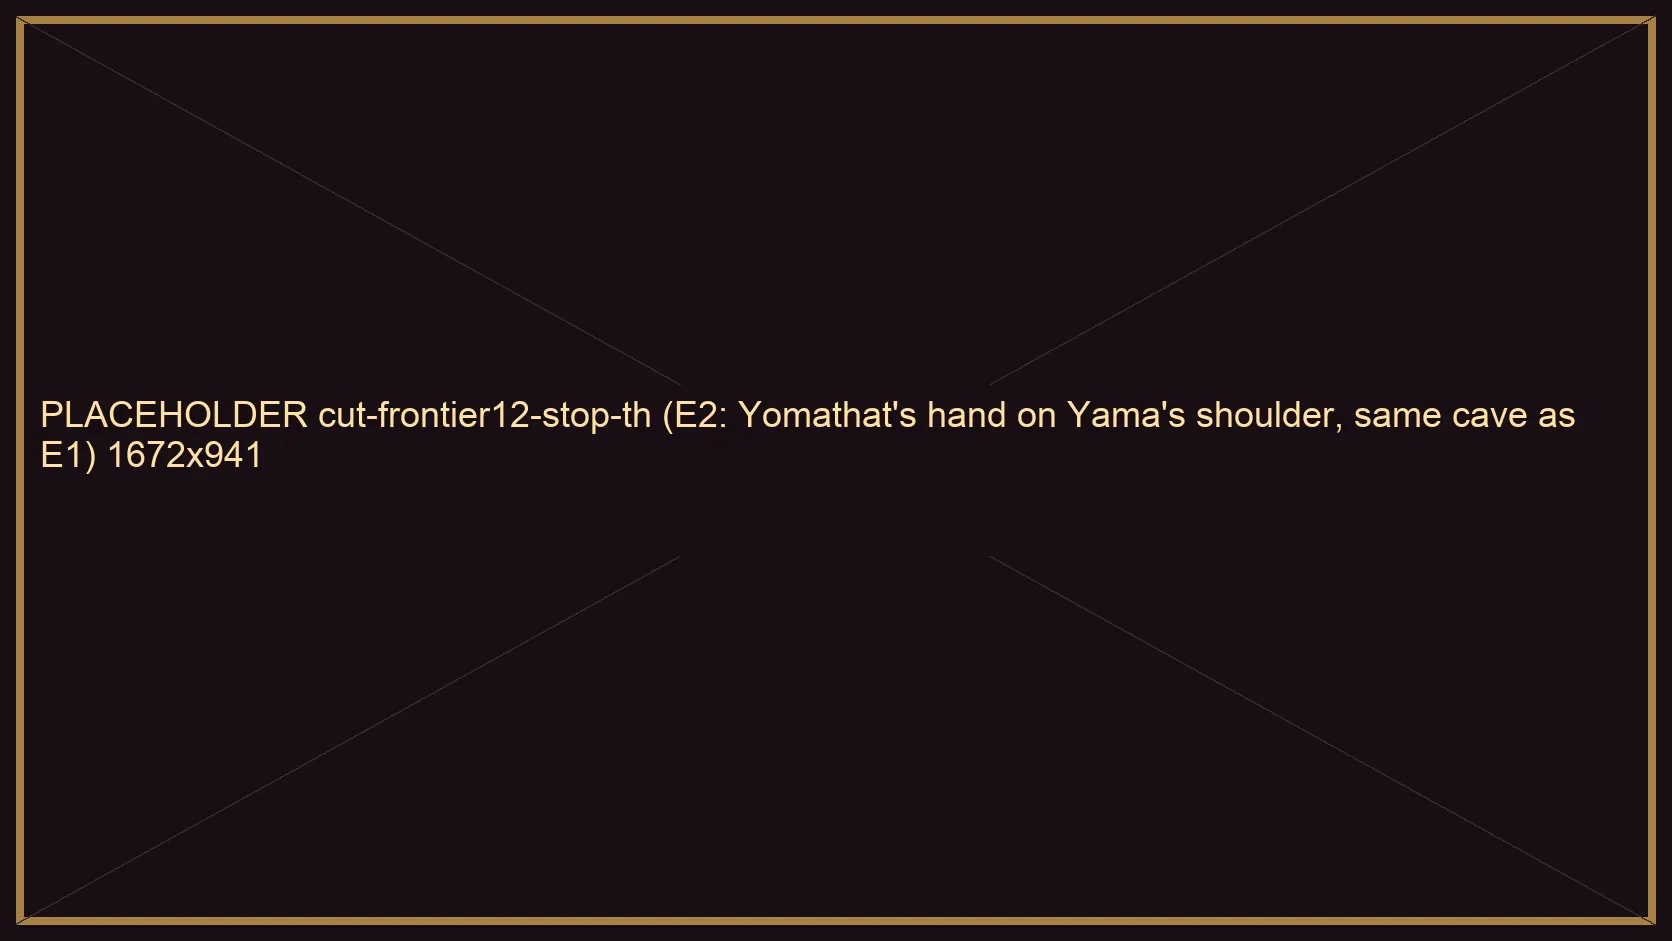 PLACEHOLDER cut-frontier12-stop-th (E2: Yomathat's hand on Yama's shoulder, same cave as
E1) 1672x941